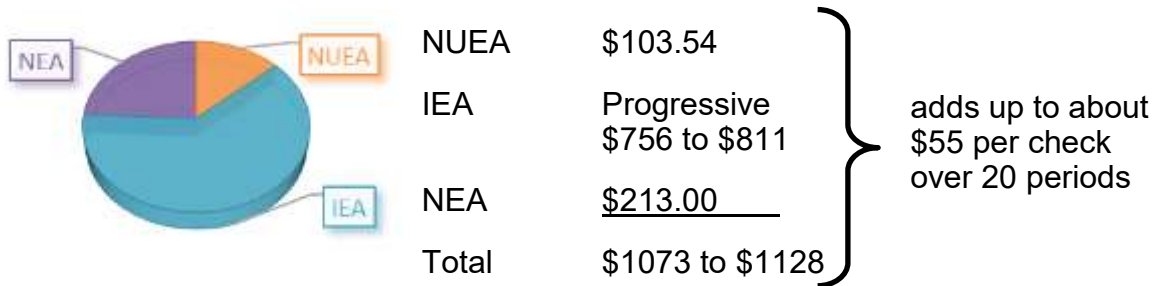 NEA
NUEA
IEA
NUEA $103.54
IEA Progressive
$756 to $811
NEA $213.00
Total $1073 to $1128
adds up to about
$55 per check
over 20 periods